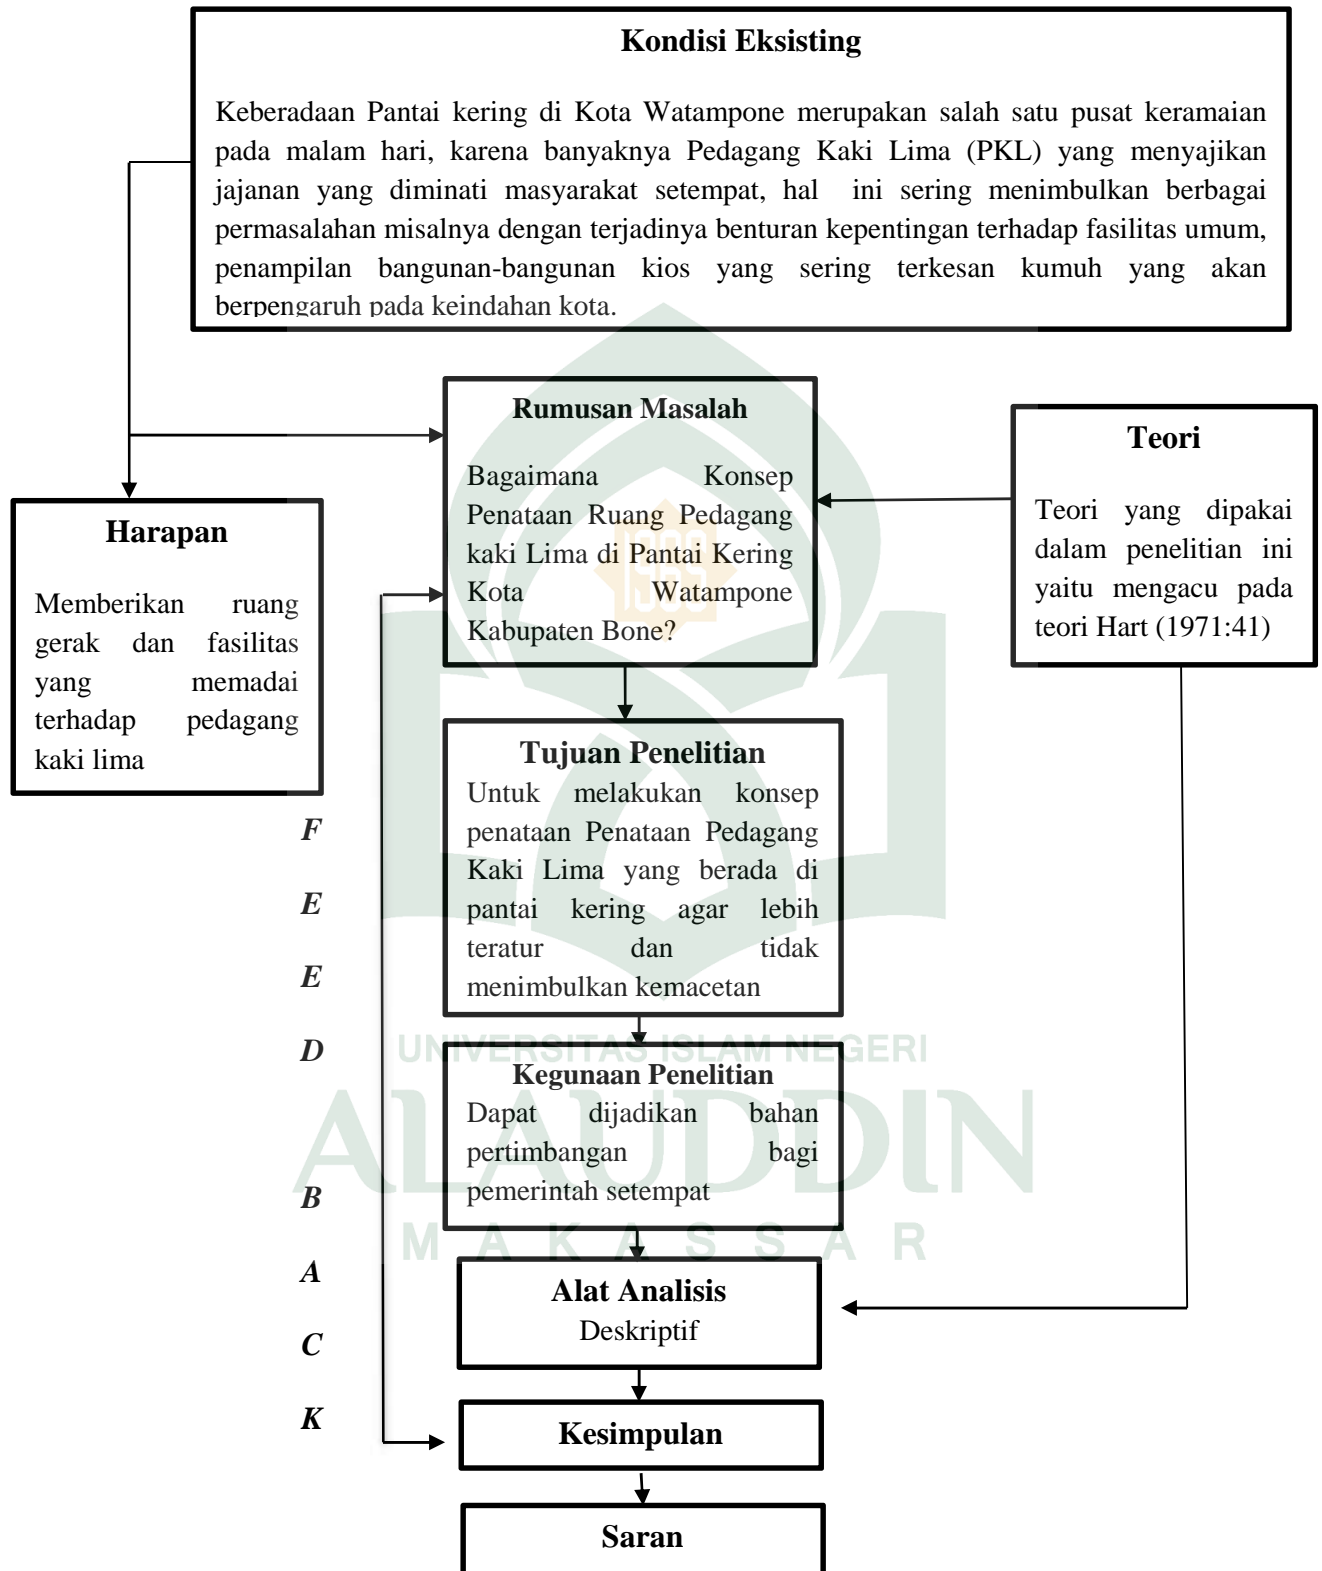 Kondisi Eksisting
Keberadaan Pantai kering di Kota Watampone merupakan salah satu pusat keramaian
pada malam hari, karena banyaknya Pedagang Kaki Lima (PKL) yang menyajikan
jajanan yang diminati masyarakat setempat, hal ini sering menimbulkan berbagai
permasalahan misalnya dengan terjadinya benturan kepentingan terhadap fasilitas umum,
penampilan bangunan-bangunan kios yang sering terkesan kumuh yang akan
berpengaruh pada keindahan kota.
Rumusan Masalah
Bagaimana Konsep
Penataan Ruang Pedagang
kaki Lima di Pantai Kering
Kota Watampone
Kabupaten Bone?
Teori
Teori yang dipakai
dalam penelitian ini
yaitu mengacu pada
teori Hart (1971:41)
Harapan
Memberikan ruang
gerak dan fasilitas
yang memadai
terhadap pedagang
kaki lima
Tujuan Penelitian
Untuk melakukan konsep
penataan Penataan Pedagang
Kaki Lima yang berada di
pantai kering agar lebih
teratur dan tidak
menimbulkan kemacetan
F
E
E
D
B
A
C
K
UNIVERSITAS ISLAM NEGERI
ALAUDDIN
MAKASSAR
Kegunaan Penelitian
Dapat dijadikan bahan
pertimbangan bagi
pemerintah setempat
Alat Analisis
Deskriptif
Kesimpulan
Saran